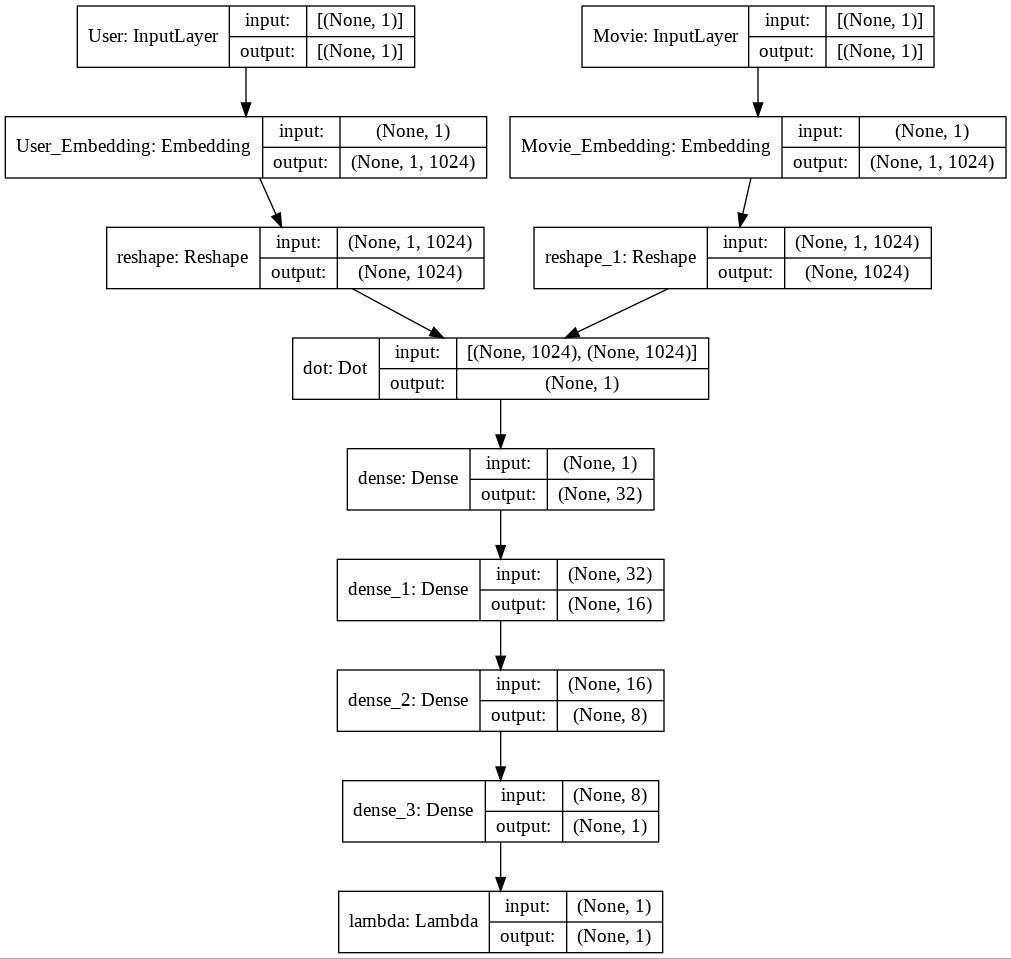 User: InputLayer
input: [(None, 1)]
output: [(None, 1)]
Movie: InputLayer
input: [(None, 1)]
output: [(None, 1)]
User_Embedding: Embedding
input: (None, 1)
output: (None, 1, 1024)
Movie_Embedding: Embedding
input: (None, 1)
output: (None, 1, 1024)
reshape: Reshape
input: (None, 1, 1024)
output: (None, 1024)
reshape_1: Reshape
input: (None, 1, 1024)
output: (None, 1024)
dot: Dot
input: [(None, 1024), (None, 1024)]
output: (None, 1)
dense: Dense
input: (None, 1)
output: (None, 32)
dense_1: Dense
input: (None, 32)
output: (None, 16)
dense_2: Dense
input: (None, 16)
output: (None, 8)
dense_3: Dense
input: (None, 8)
output: (None, 1)
lambda: Lambda
input: (None, 1)
output: (None, 1)